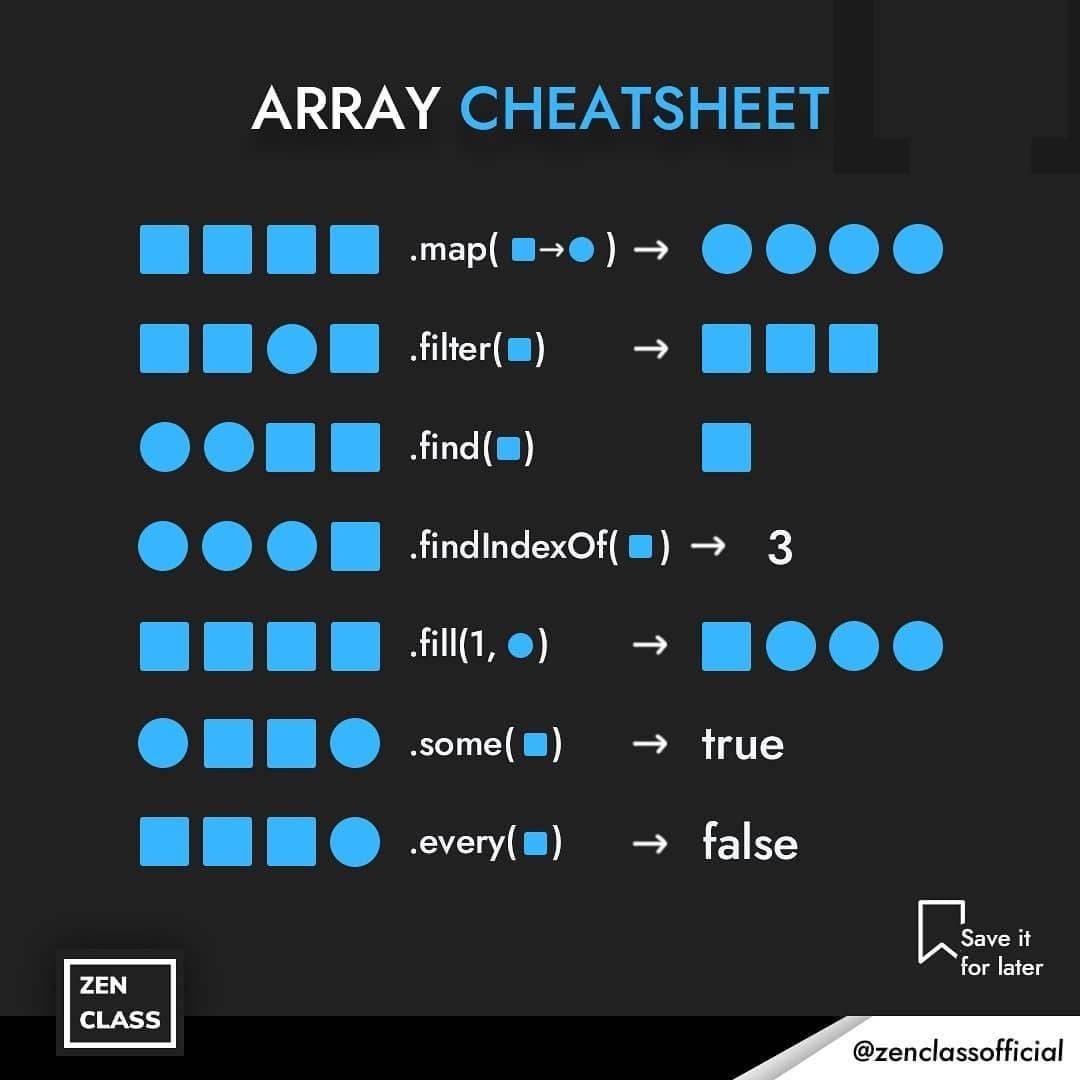 ARRAY CHEATSHEET
.map( → ) →
.filter( ) →
.find( )
.findIndexOf( ) → 3
.fill(1, ) →
.some( ) → true
.every( ) → false
Save it
for later
ZEN
CLASS
@zenclassofficial